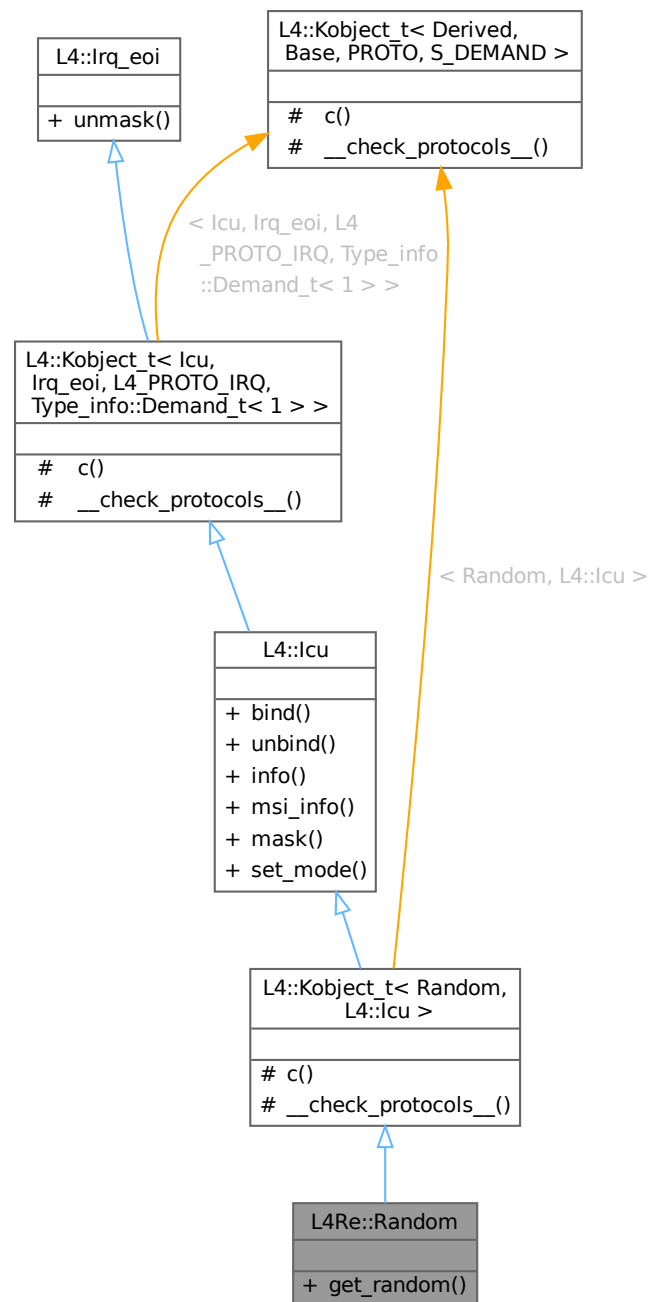 L4::Irq_eoi
+ unmask()
L4::Kobject_t< Derived,
Base, PROTO, S_DEMAND >
# c()
# __check_protocols__()
< Icu, Irq_eoi, L4
_PROTO_IRQ, Type_info
::Demand_t< 1 > >
L4::Kobject_t< Icu,
Irq_eoi, L4_PROTO_IRQ,
Type_info::Demand_t< 1 > >
# c()
# __check_protocols__()
< Random, L4::Icu >
L4::Icu
+ bind()
+ unbind()
+ info()
+ msi_info()
+ mask()
+ set_mode()
L4::Kobject_t< Random,
L4::Icu >
# c()
# __check_protocols__()
L4Re::Random
+ get_random()